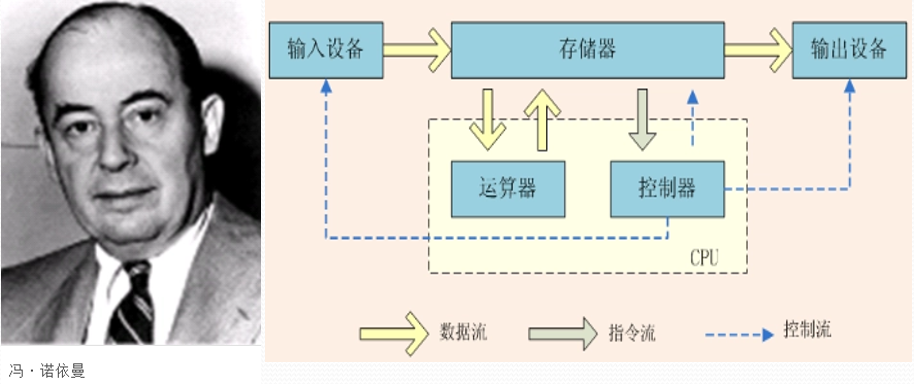 输入设备
存储器
输出设备
运算器
控制器
CPU
数据流
指令流
控制流
冯·诺依曼